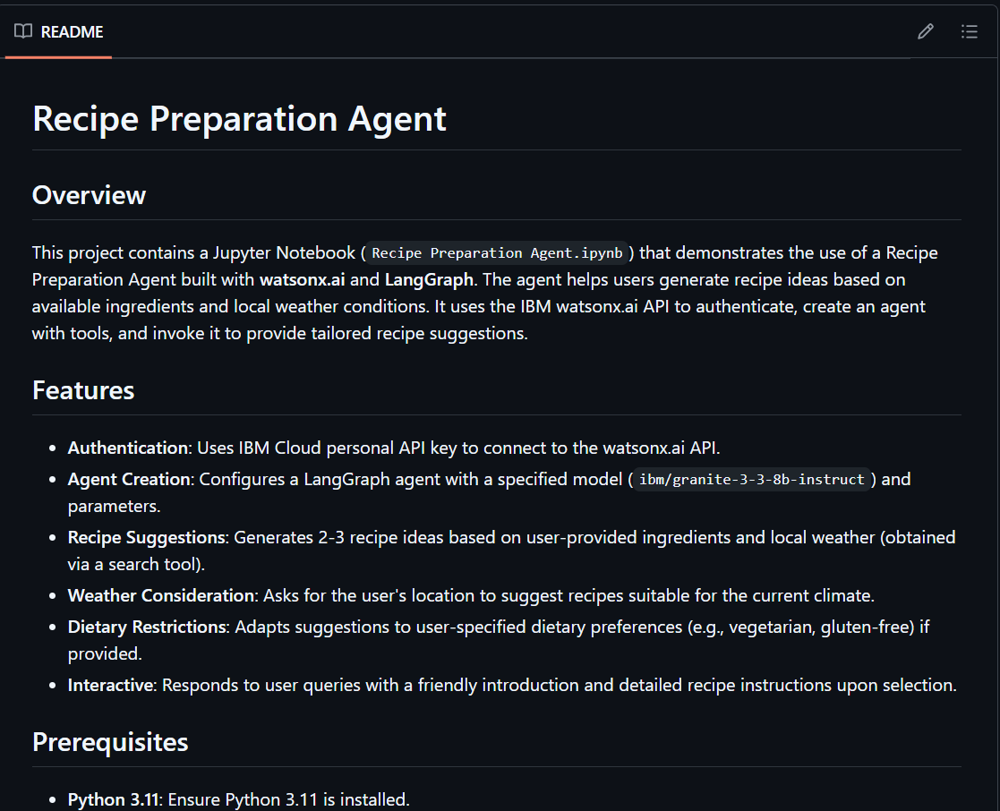 README
Recipe Preparation Agent
Overview
This project contains a Jupyter Notebook ( Recipe Preparation Agent.ipynb ) that demonstrates the use of a Recipe
Preparation Agent built with watsonx.ai and LangGraph. The agent helps users generate recipe ideas based on
available ingredients and local weather conditions. It uses the IBM watsonx.ai API to authenticate, create an agent
with tools, and invoke it to provide tailored recipe suggestions.
Features
• Authentication: Uses IBM Cloud personal API key to connect to the watsonx.ai API.
• Agent Creation: Configures a LangGraph agent with a specified model ( ibm/granite-3-3-8b-instruct ) and
parameters.
• Recipe Suggestions: Generates 2-3 recipe ideas based on user-provided ingredients and local weather (obtained
via a search tool).
• Weather Consideration: Asks for the user's location to suggest recipes suitable for the current climate.
• Dietary Restrictions: Adapts suggestions to user-specified dietary preferences (e.g., vegetarian, gluten-free) if
provided.
• Interactive: Responds to user queries with a friendly introduction and detailed recipe instructions upon selection.
Prerequisites
• Python 3.11: Ensure Python 3.11 is installed.